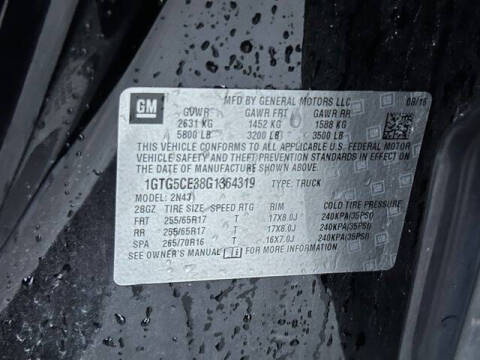 GM
MFD BY GENERAL MOTORS LLC 08/16
GVWR GAWR FRT GAWR RR
2631 KG 1452 KG 1588 KG
5800 LB 3200 LB 3500 LB
THIS VEHICLE CONFORMS TO ALL APPLICABLE U.S. FEDERAL MOTOR
VEHICLE SAFETY, BUMPER, AND THEFT PREVENTION STANDARDS IN
EFFECT ON THE DATE OF MANUFACTURE SHOWN ABOVE.
1GTG5CE38G1364319 TYPE: TRUCK
MODEL: 2N43
28GZ TIRE SIZE SPEED RTG RIM COLD TIRE PRESSURE
FRT 255/65R17 T 17X8.0J 240KPA(35PSI)
RR 255/65R17 T 17X8.0J 240KPA(35PSI)
SPA 265/70R16 T 16X7.0J 240KPA(35PSI)
SEE OWNER'S MANUAL FOR MORE INFORMATION.